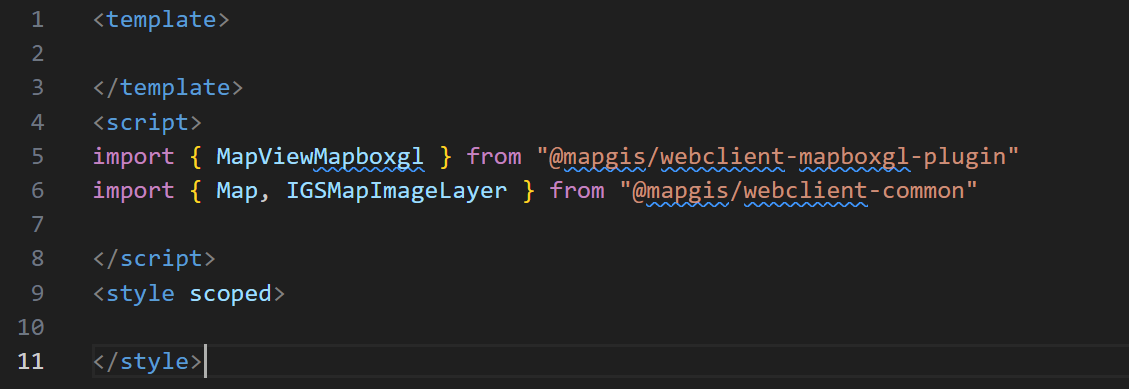 1 <template>
2
3 </template>
4 <script>
5 import { MapViewMapboxgl } from "@mapgis/webclient-mapboxgl-plugin"
6 import { Map, IGSMapImageLayer } from "@mapgis/webclient-common"
7
8 </script>
9 <style scoped>
10
11 </style>